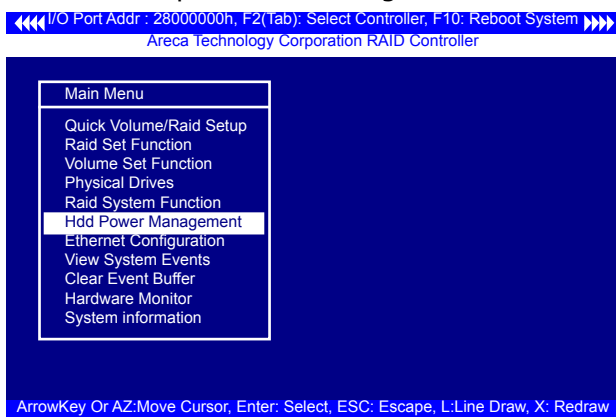 I/O Port Addr : 28000000h, F2(Tab): Select Controller, F10: Reboot System
Areca Technology Corporation RAID Controller
Main Menu
Quick Volume/Raid Setup
Raid Set Function
Volume Set Function
Physical Drives
Raid System Function
Hdd Power Management
Ethernet Configuration
View System Events
Clear Event Buffer
Hardware Monitor
System information
ArrowKey Or AZ:Move Cursor, Enter: Select, ESC: Escape, L:Line Draw, X: Redraw